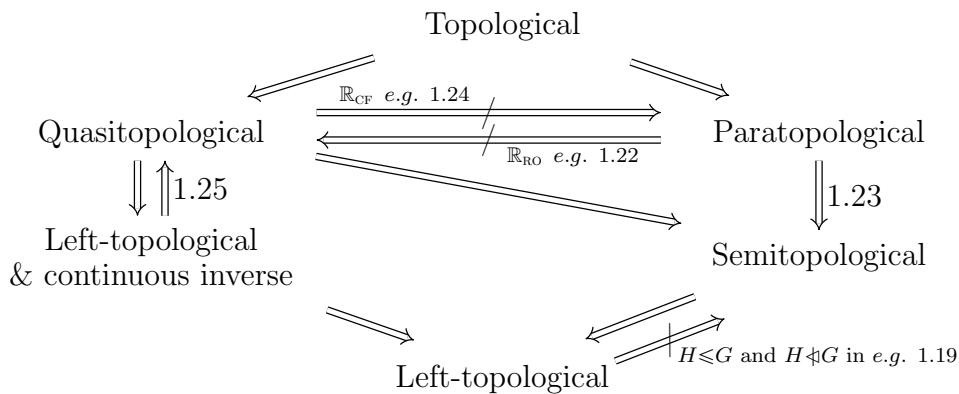 Topological
ℝ_CF e.g. 1.24
Quasitopological
Paratopological
ℝ_RO e.g. 1.22
1.25
1.23
Left-topological
& continuous inverse
Semitopological
H⩽G and H⋪G in e.g. 1.19
Left-topological